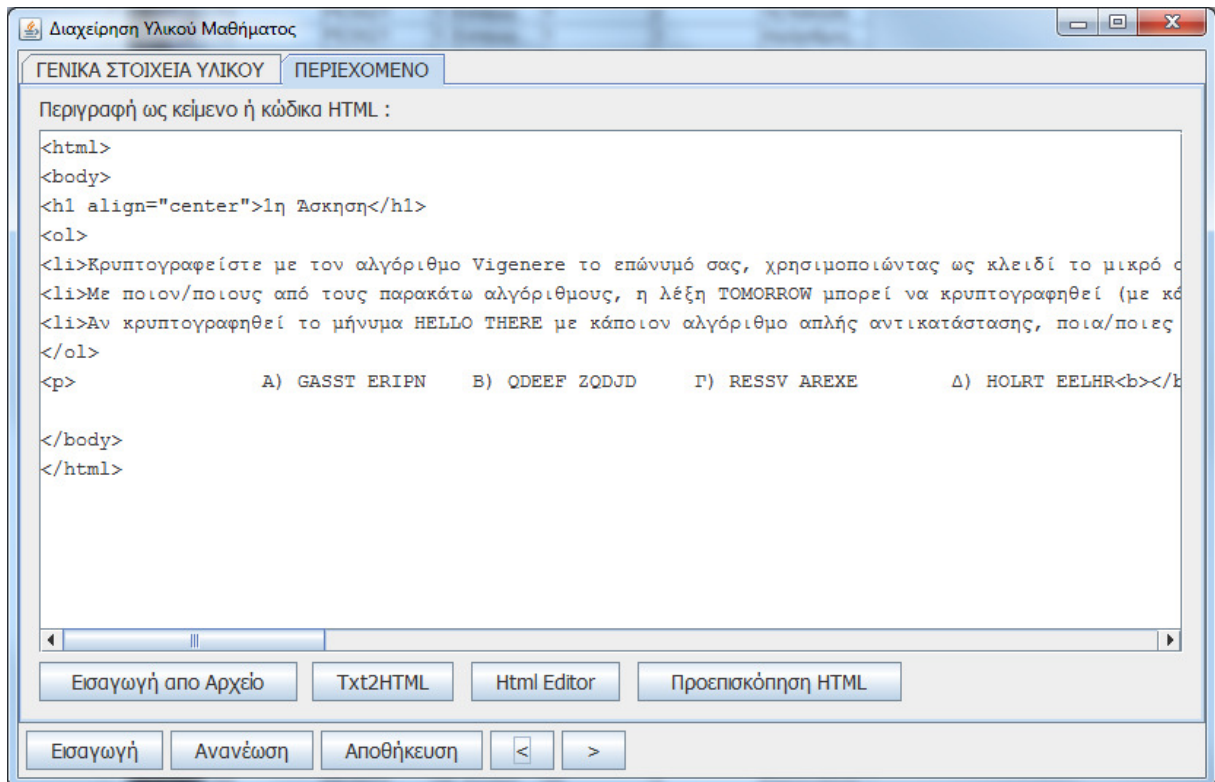 Διαχείρηση Υλικού Μαθήματος
ΓΕΝΙΚΑ ΣΤΟΙΧΕΙΑ ΥΛΙΚΟΥ ΠΕΡΙΕΧΟΜΕΝΟ
Περιγραφή ως κείμενο ή κώδικα HTML :
<html>
<body>
<h1 align="center">1η Άσκηση</h1>
<ol>
<li>Κρυπτογραφείστε με τον αλγόριθμο Vigenere το επώνυμό σας, χρησιμοποιώντας ως κλειδί το μικρό
<li>Με ποιον/ποιους από τους παρακάτω αλγόριθμους, η λέξη TOMORROW μπορεί να κρυπτογραφηθεί (με
<li>Αν κρυπτογραφηθεί το μήνυμα HELLO THERE με κάποιον αλγόριθμο απλής αντικατάστασης, ποια/ποιες
</ol>
<p> Α) GASST ERIPN Β) QDEEF ZQDJD Γ) RESSV AREXE Δ) HOLRT EELHR<b></b
</body>
</html>
Εισαγωγή απο Αρχείο Txt2HTML Html Editor Προεπισκόπηση HTML
Εισαγωγή Ανανέωση Αποθήκευση < >